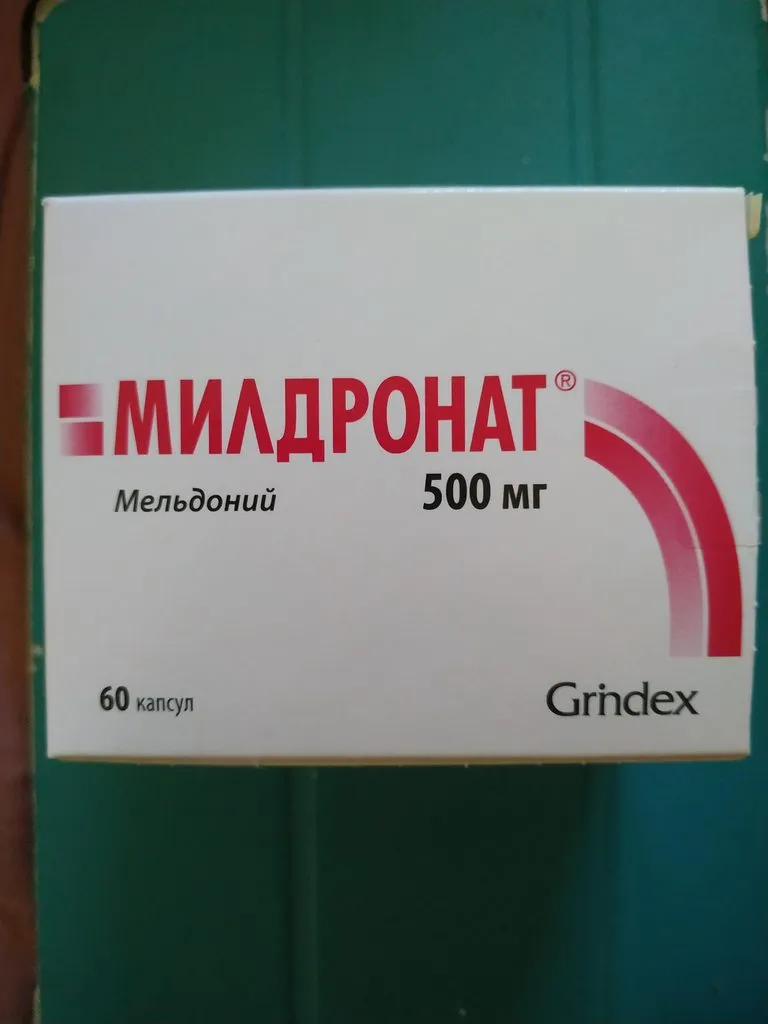 МИЛДРОНАТ®
Мельдоний 500 мг
60 капсул
Grindex